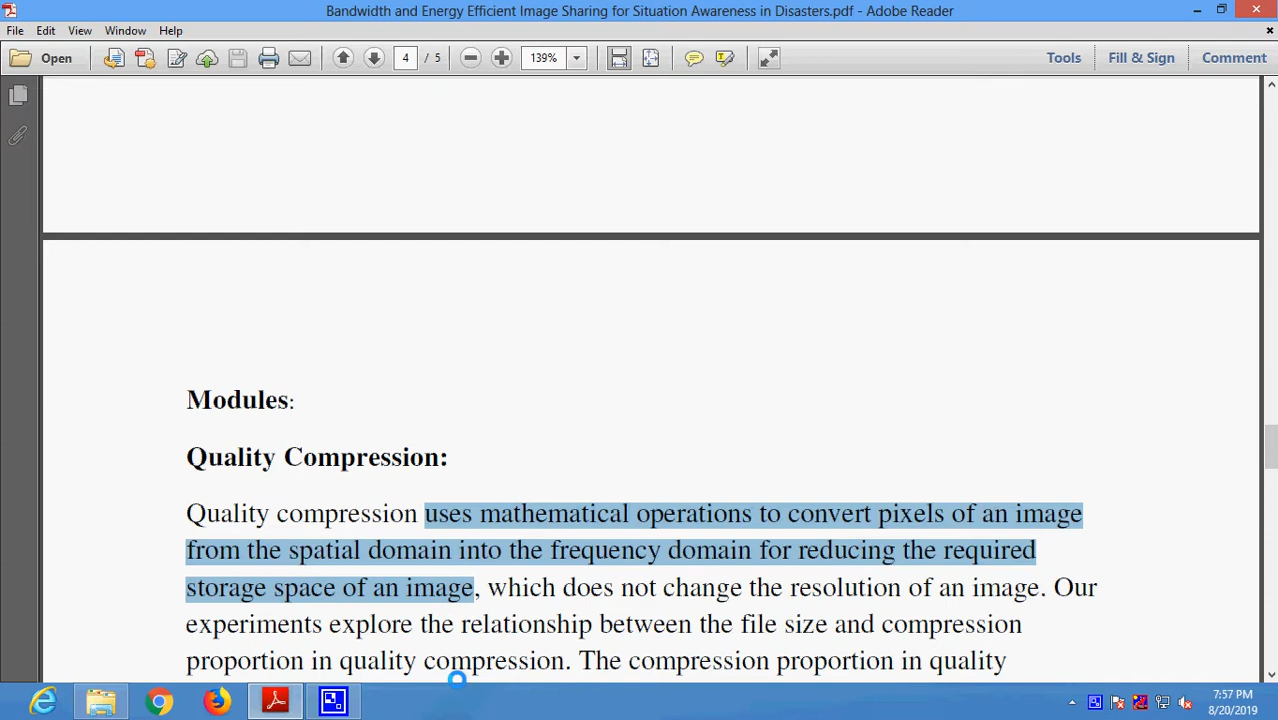 Bandwidth and Energy Efficient Image Sharing for Situation Awareness in Disasters.pdf - Adobe Reader
File Edit View Window Help
Open 4 / 5 139% Tools Fill & Sign Comment
Modules:
Quality Compression:
Quality compression uses mathematical operations to convert pixels of an image
from the spatial domain into the frequency domain for reducing the required
storage space of an image, which does not change the resolution of an image. Our
experiments explore the relationship between the file size and compression
proportion in quality compression. The compression proportion in quality
7:57 PM
8/20/2019